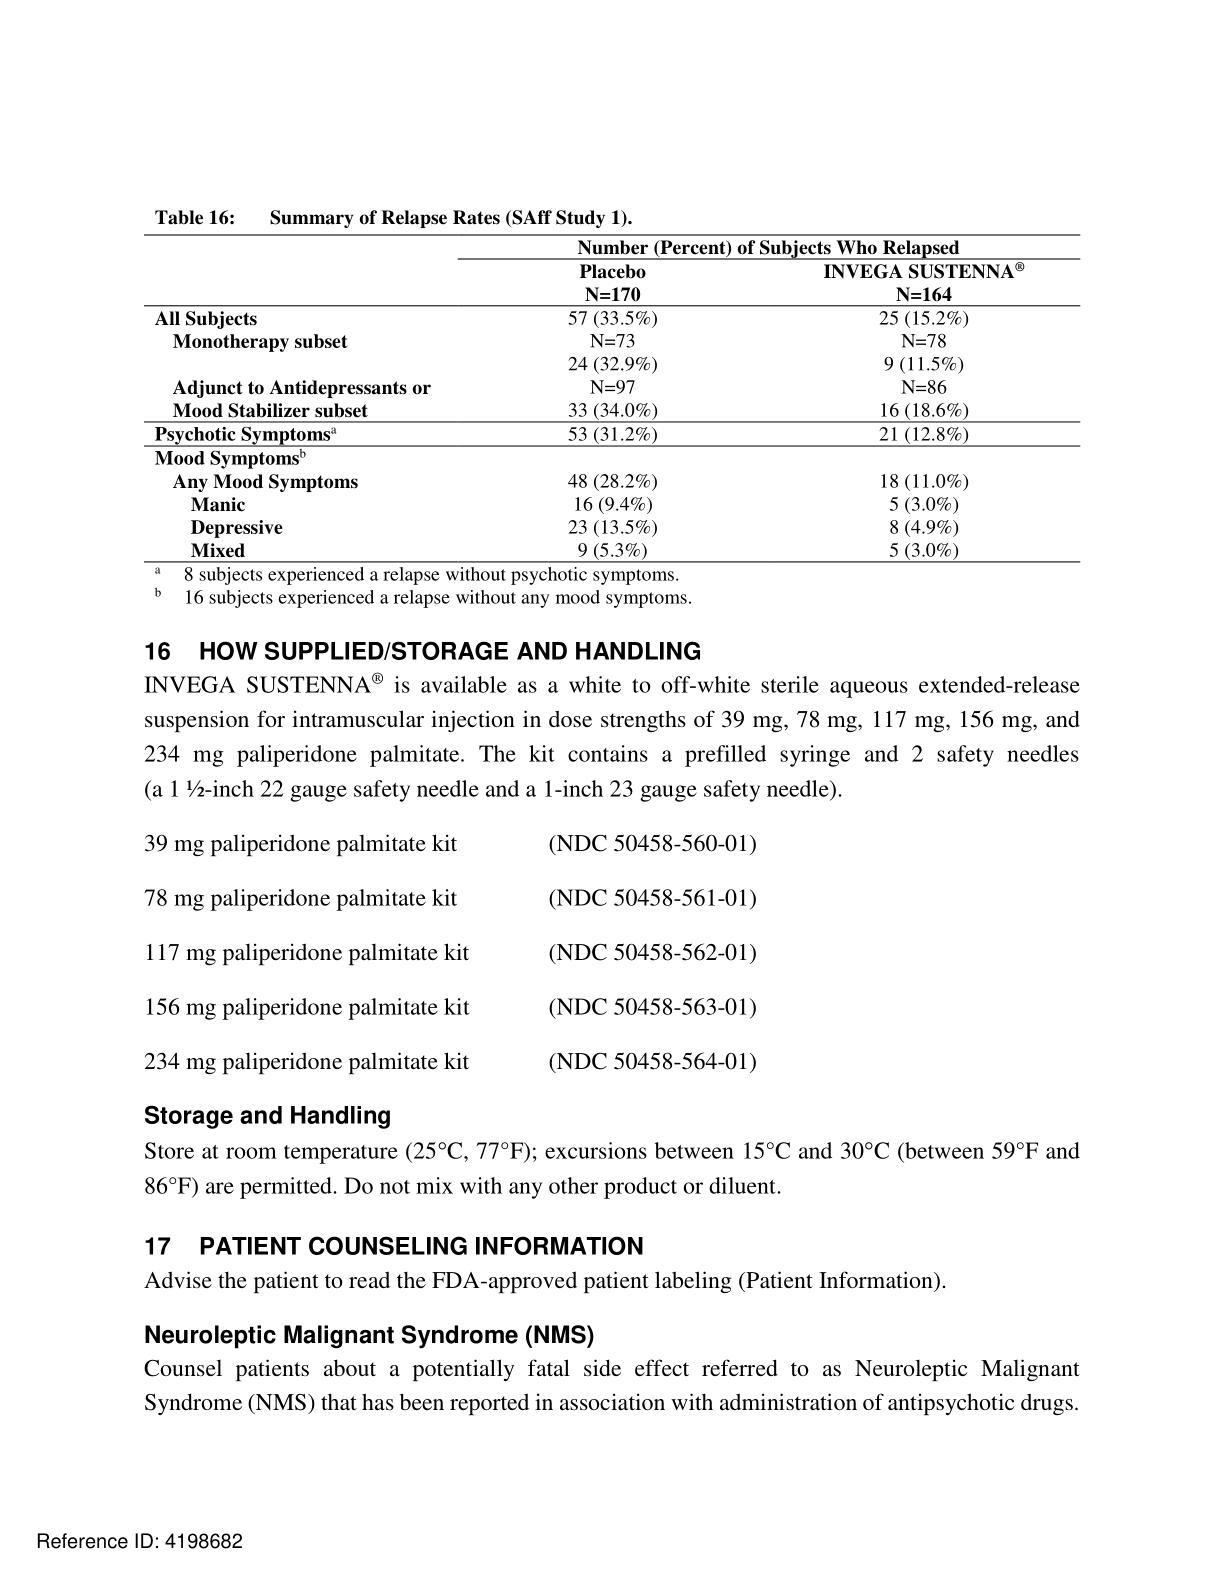 Table 16: Summary of Relapse Rates (SAff Study 1).
Number (Percent) of Subjects Who Relapsed
Placebo INVEGA SUSTENNA®
N=170 N=164
All Subjects 57 (33.5%) 25 (15.2%)
Monotherapy subset N=73 N=78
24 (32.9%) 9 (11.5%)
Adjunct to Antidepressants or N=97 N=86
Mood Stabilizer subset 33 (34.0%) 16 (18.6%)
Psychotic Symptomsa 53 (31.2%) 21 (12.8%)
Mood Symptomsb
Any Mood Symptoms 48 (28.2%) 18 (11.0%)
Manic 16 (9.4%) 5 (3.0%)
Depressive 23 (13.5%) 8 (4.9%)
Mixed 9 (5.3%) 5 (3.0%)
a 8 subjects experienced a relapse without psychotic symptoms.
b 16 subjects experienced a relapse without any mood symptoms.
16 HOW SUPPLIED/STORAGE AND HANDLING
INVEGA SUSTENNA® is available as a white to off-white sterile aqueous extended-release
suspension for intramuscular injection in dose strengths of 39 mg, 78 mg, 117 mg, 156 mg, and
234 mg paliperidone palmitate. The kit contains a prefilled syringe and 2 safety needles
(a 1 ½-inch 22 gauge safety needle and a 1-inch 23 gauge safety needle).
39 mg paliperidone palmitate kit (NDC 50458-560-01)
78 mg paliperidone palmitate kit (NDC 50458-561-01)
117 mg paliperidone palmitate kit (NDC 50458-562-01)
156 mg paliperidone palmitate kit (NDC 50458-563-01)
234 mg paliperidone palmitate kit (NDC 50458-564-01)
Storage and Handling
Store at room temperature (25°C, 77°F); excursions between 15°C and 30°C (between 59°F and
86°F) are permitted. Do not mix with any other product or diluent.
17 PATIENT COUNSELING INFORMATION
Advise the patient to read the FDA-approved patient labeling (Patient Information).
Neuroleptic Malignant Syndrome (NMS)
Counsel patients about a potentially fatal side effect referred to as Neuroleptic Malignant
Syndrome (NMS) that has been reported in association with administration of antipsychotic drugs.
Reference ID: 4198682